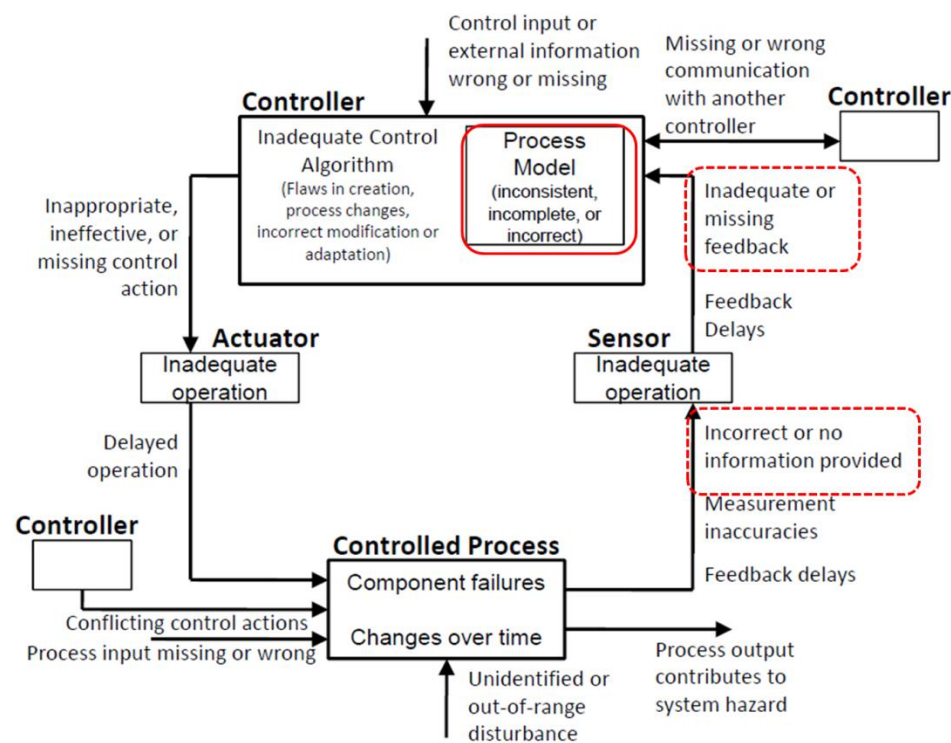 Control input or
external information
wrong or missing
Missing or wrong
communication
with another
controller
Controller
Controller
Inadequate Control
Algorithm
(Flaws in creation,
process changes,
incorrect modification or
adaptation)
Process
Model
(inconsistent,
incomplete, or
incorrect)
Inappropriate,
ineffective, or
missing control
action
Inadequate or
missing
feedback
Feedback
Delays
Actuator
Inadequate
operation
Sensor
Inadequate
operation
Delayed
operation
Incorrect or no
information provided
Measurement
inaccuracies
Feedback delays
Controller
Controlled Process
Component failures
Changes over time
Conflicting control actions
Process input missing or wrong
Unidentified or
out-of-range
disturbance
Process output
contributes to
system hazard